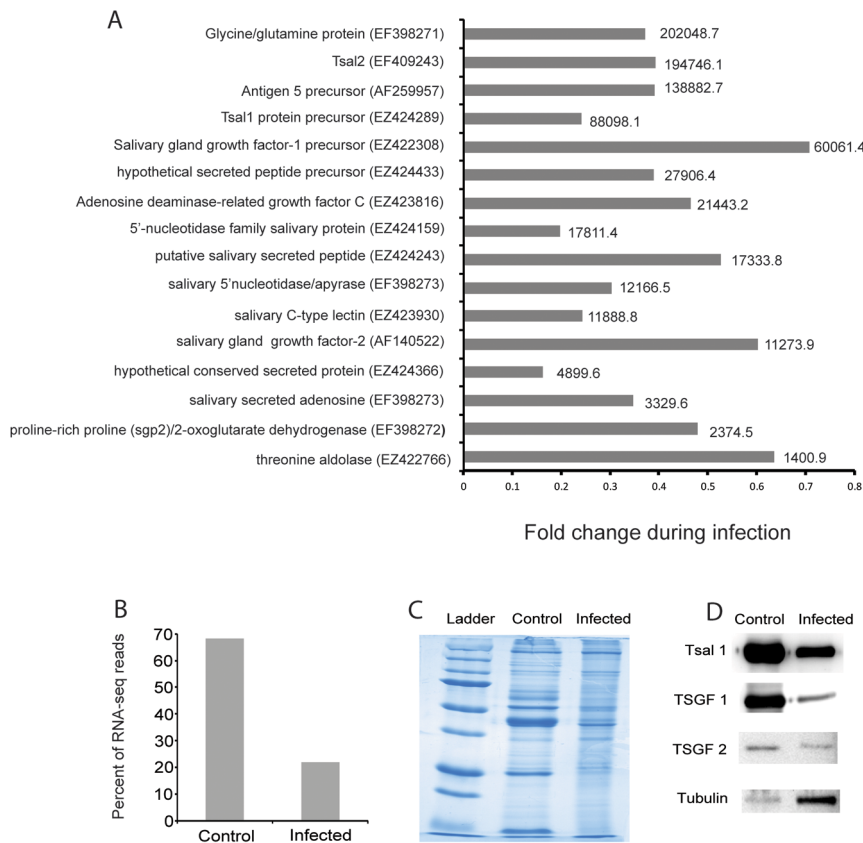 A
Glycine/glutamine protein (EF398271) 202048.7
Tsal2 (EF409243) 194746.1
Antigen 5 precursor (AF259957) 138882.7
Tsal1 protein precursor (EZ424289) 88098.1
Salivary gland growth factor-1 precursor (EZ422308) 60061.4
hypothetical secreted peptide precursor (EZ424433) 27906.4
Adenosine deaminase-related growth factor C (EZ423816) 21443.2
5'-nucleotidase family salivary protein (EZ424159) 17811.4
putative salivary secreted peptide (EZ424243) 17333.8
salivary 5'nucleotidase/apyrase (EF398273) 12166.5
salivary C-type lectin (EZ423930) 11888.8
salivary gland growth factor-2 (AF140522) 11273.9
hypothetical conserved secreted protein (EZ424366) 4899.6
salivary secreted adenosine (EF398273) 3329.6
proline-rich proline (sgp2)/2-oxoglutarate dehydrogenase (EF398272) 2374.5
threonine aldolase (EZ422766) 1400.9
0 0.1 0.2 0.3 0.4 0.5 0.6 0.7 0.8
Fold change during infection
B
Percent of RNA-seq reads
70
60
50
40
30
20
10
0
Control Infected
C
Ladder Control Infected
D
Control Infected
Tsal 1
TSGF 1
TSGF 2
Tubulin